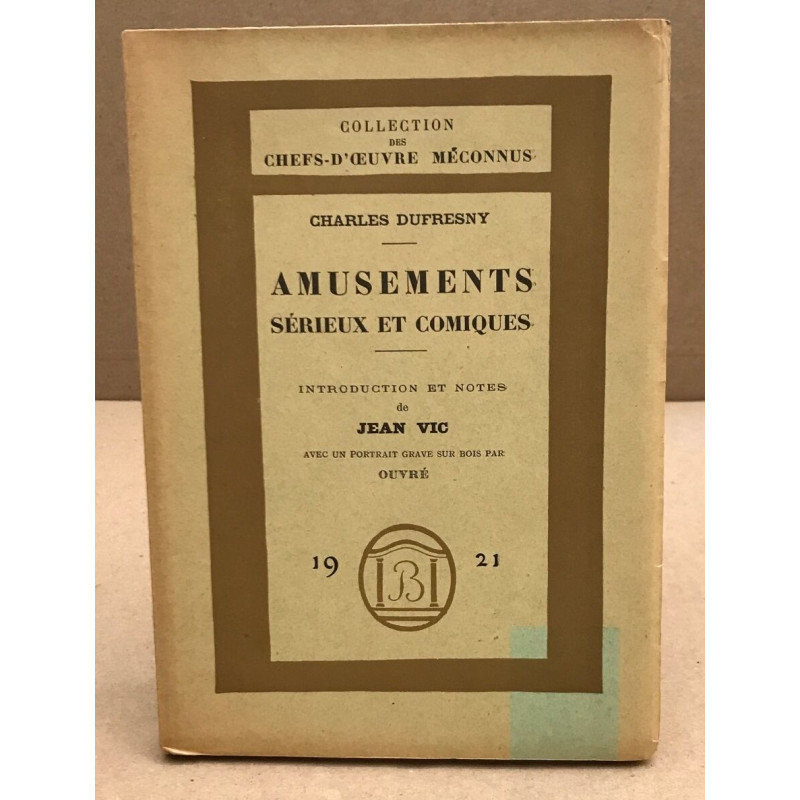 COLLECTION
DES
CHEFS-D'ŒUVRE MÉCONNUS
CHARLES DUFRESNY
AMUSEMENTS
SÉRIEUX ET COMIQUES
INTRODUCTION ET NOTES
de
JEAN VIC
AVEC UN PORTRAIT GRAVE SUR BOIS PAR
OUVRÉ
19 B 21